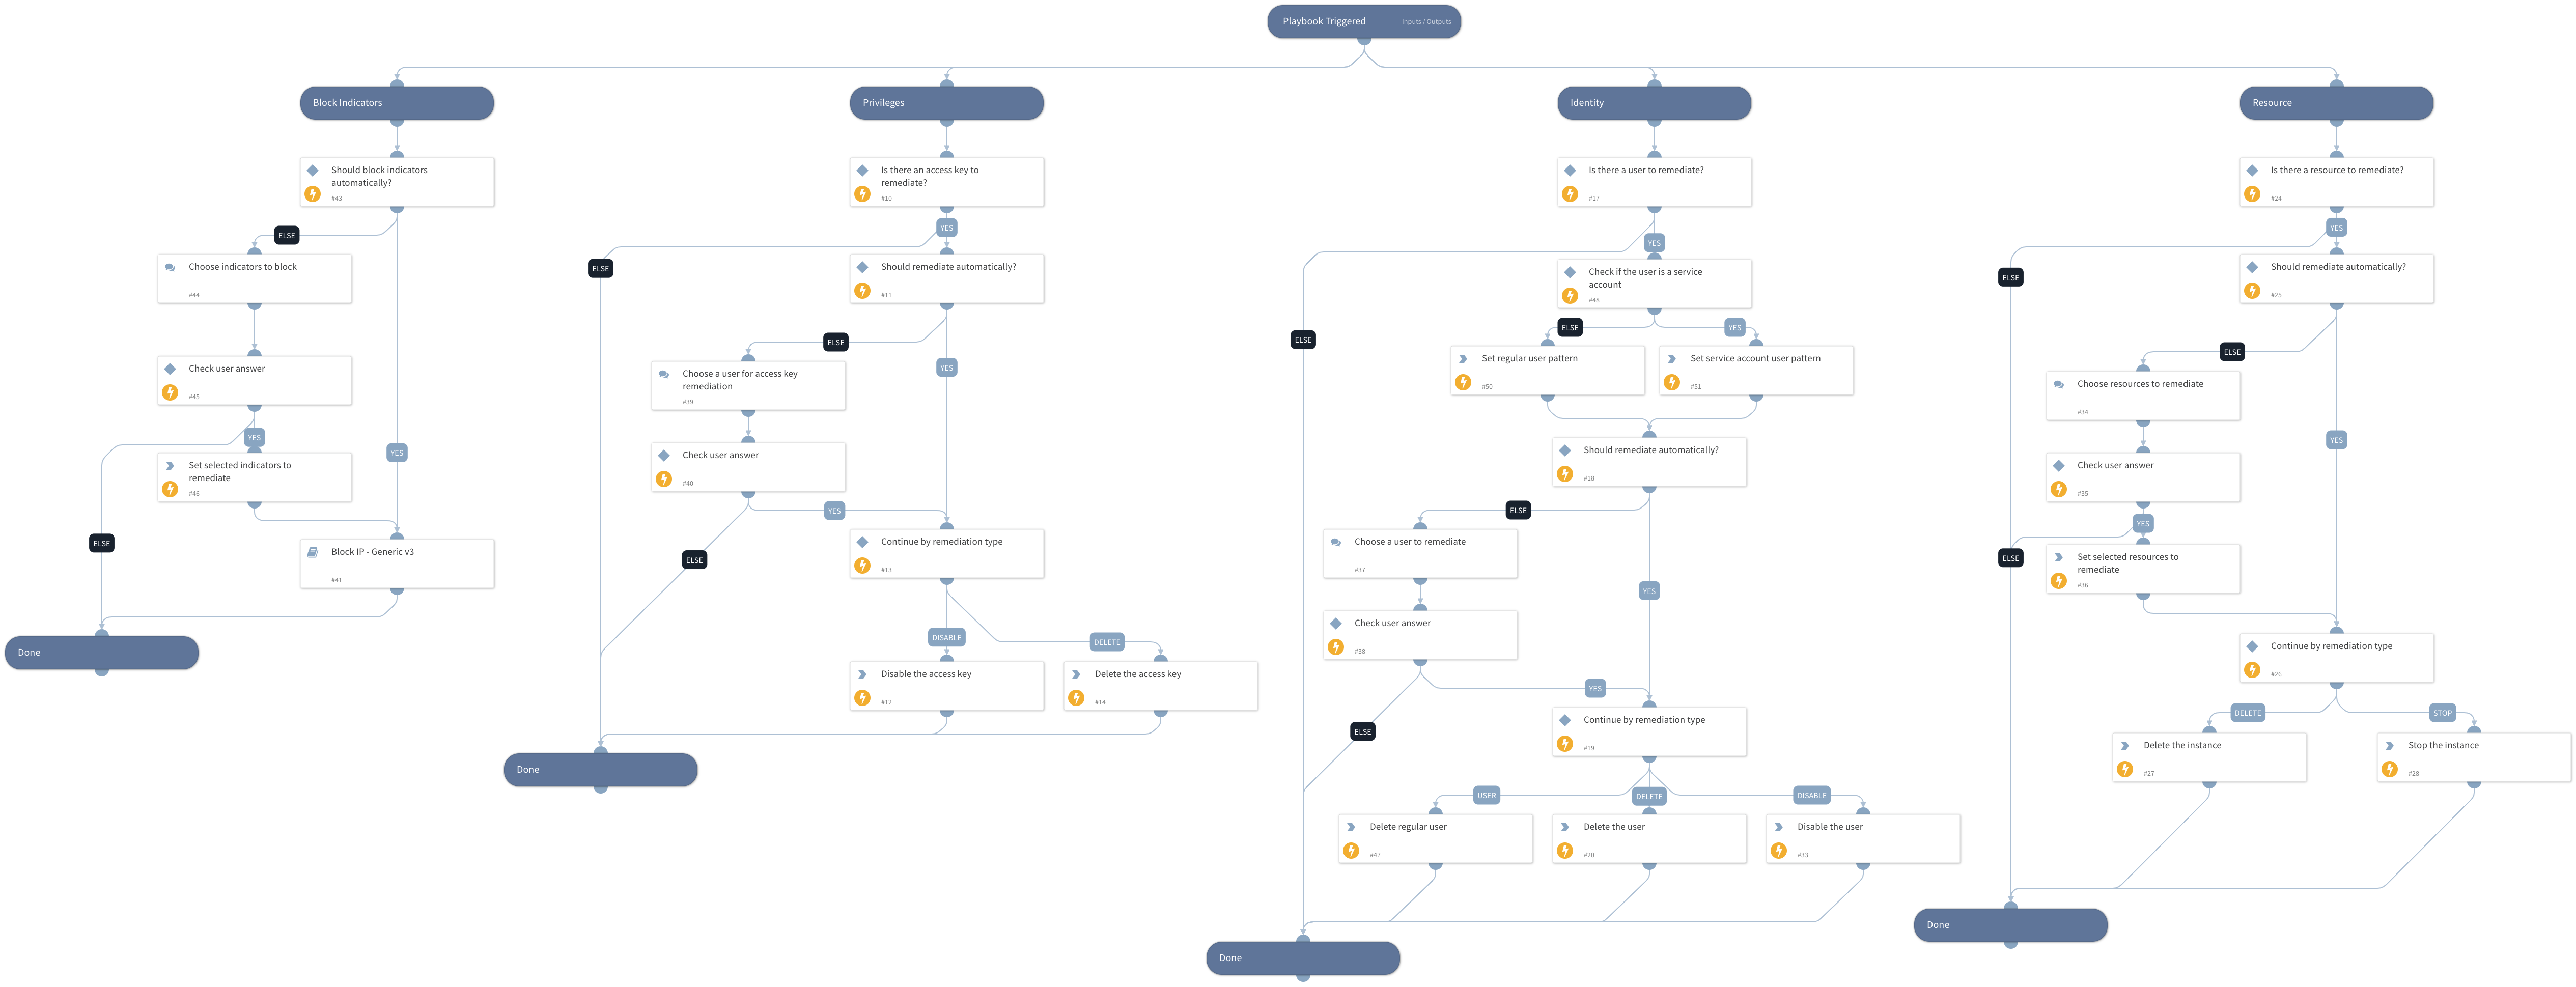 Playbook Triggered Inputs / Outputs
Block Indicators
Should block indicators
automatically?
#43
ELSE
Choose indicators to block
#44
Check user answer
#45
YES
Set selected indicators to
remediate
#46
YES
ELSE
Block IP - Generic v3
#41
Done
Privileges
Is there an access key to
remediate?
#10
YES
ELSE
Should remediate automatically?
#11
ELSE
YES
Choose a user for access key
remediation
#39
Check user answer
#40
YES
ELSE
Continue by remediation type
#13
DISABLE
DELETE
Disable the access key
#12
Delete the access key
#14
Done
Identity
Is there a user to remediate?
#17
YES
ELSE
Check if the user is a service
account
#48
ELSE
YES
Set regular user pattern
#50
Set service account user pattern
#51
Should remediate automatically?
#18
ELSE
YES
Choose a user to remediate
#37
Check user answer
#38
YES
ELSE
Continue by remediation type
#19
USER
DELETE
DISABLE
Delete regular user
#47
Delete the user
#20
Disable the user
#33
Done
Resource
Is there a resource to remediate?
#24
YES
ELSE
Should remediate automatically?
#25
ELSE
YES
Choose resources to remediate
#34
Check user answer
#35
YES
ELSE
Set selected resources to
remediate
#36
Continue by remediation type
#26
DELETE
STOP
Delete the instance
#27
Stop the instance
#28
Done